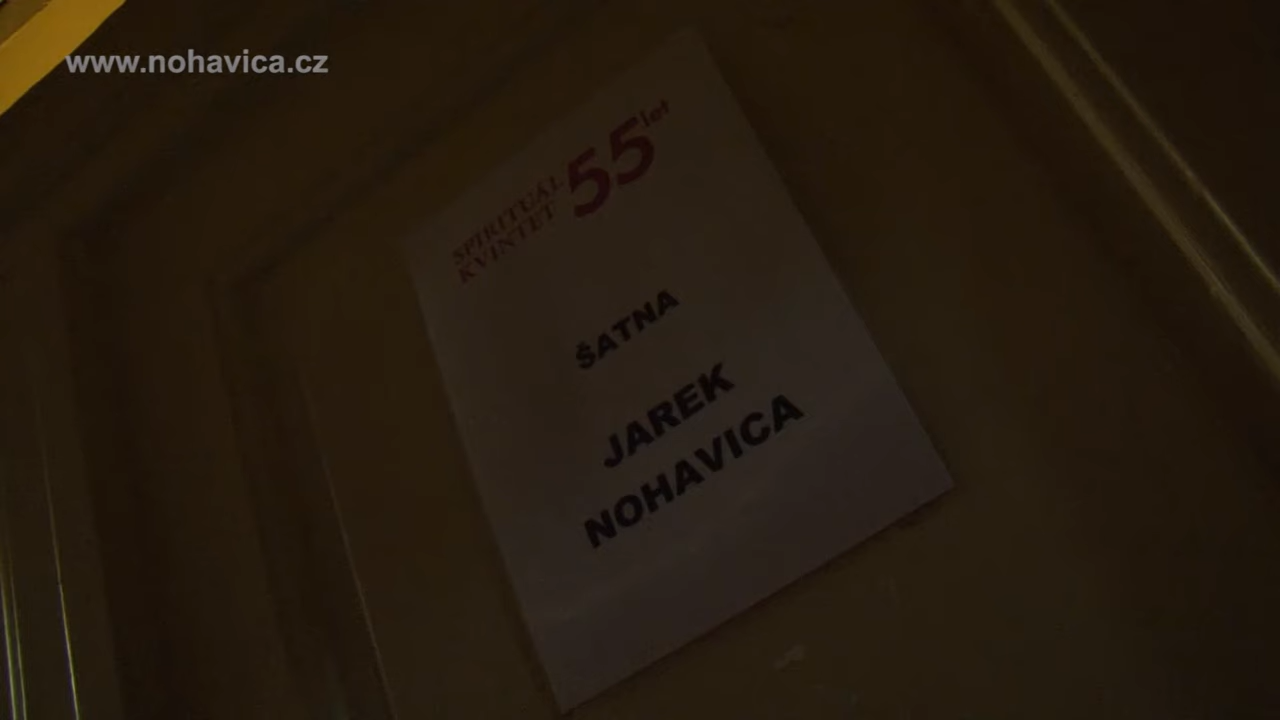 www.nohavica.cz
SPIRITUÁL
KVINTET
55 let
ŠATNA
JAREK
NOHAVICA